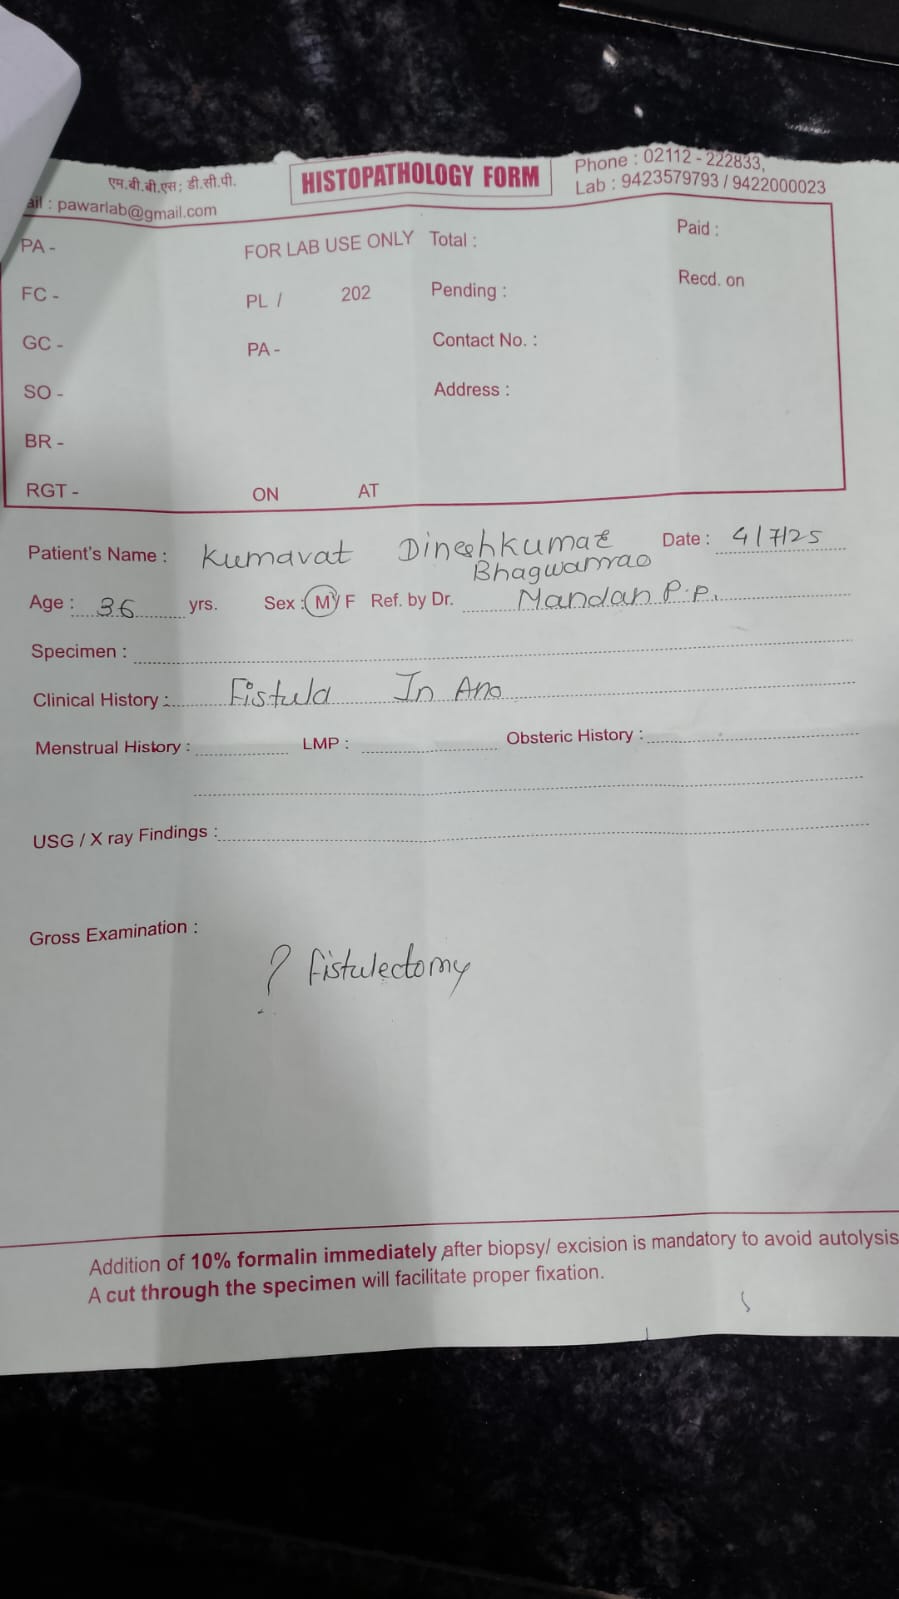 एम.बी.बी.एस; डी.सी.पी.
ail : pawarlab@gmail.com
HISTOPATHOLOGY FORM
Phone : 02112 - 222833,
Lab : 9423579793 / 9422000023
PA -
FOR LAB USE ONLY Total : Paid :
FC - PL / 202 Pending : Recd. on
GC - PA - Contact No. :
SO - Address :
BR -
RGT - ON AT
Patient's Name : Kumavat Dineshkumar Date : 4/7/25
Bhagwanrao
Age : 36 yrs. Sex : M / F Ref. by Dr. Mandan P.P.
Specimen :
Clinical History : Fistula In Ano
Menstrual History : LMP : Obsteric History :
USG / X ray Findings :
Gross Examination :
? fistulectomy
Addition of 10% formalin immediately after biopsy/ excision is mandatory to avoid autolysis
A cut through the specimen will facilitate proper fixation.